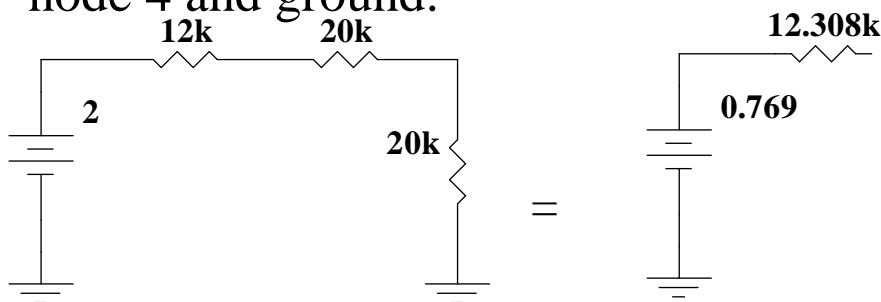 node 4 and ground.
12k 20k 12.308k
2 0.769
20k
=